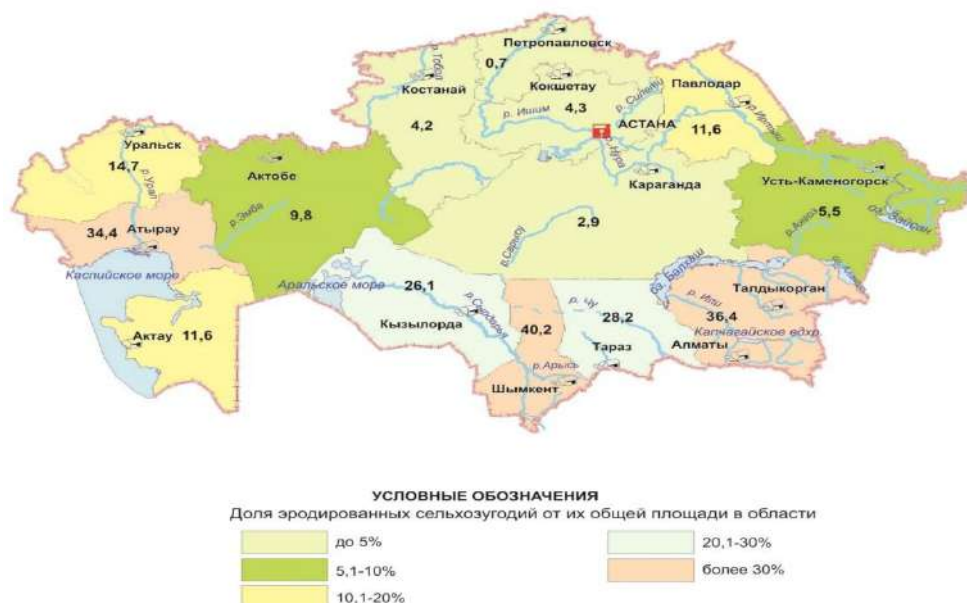 Петропавловск
р.Тобол
0,7
Костанай
Кокшетау
р. Силети
Павлодар
4,3
р. Ишим
р.Иртыш
4,2
АСТАНА
11,6
р.Нура
Уральск
14,7
р.Урал
Актобе
Караганда
Усть-Каменогорск
9,8
р.Эмба
5,5
оз. Зайсан
34,4
Атырау
2,9
р.Сарысу
Каспийское море
Аральское море
26,1
оз. Балхаш
Талдыкорган
р.Сырдарья
р. Чу
р. Или
36,4
Кызылорда
40,2
28,2
Капчагайское вдхр.
Актау
11,6
Тараз
Алматы
р.Арысь
Шымкент
УСЛОВНЫЕ ОБОЗНАЧЕНИЯ
Доля эродированных сельхозугодий от их общей площади в области
до 5%
20,1-30%
5,1-10%
более 30%
10,1-20%